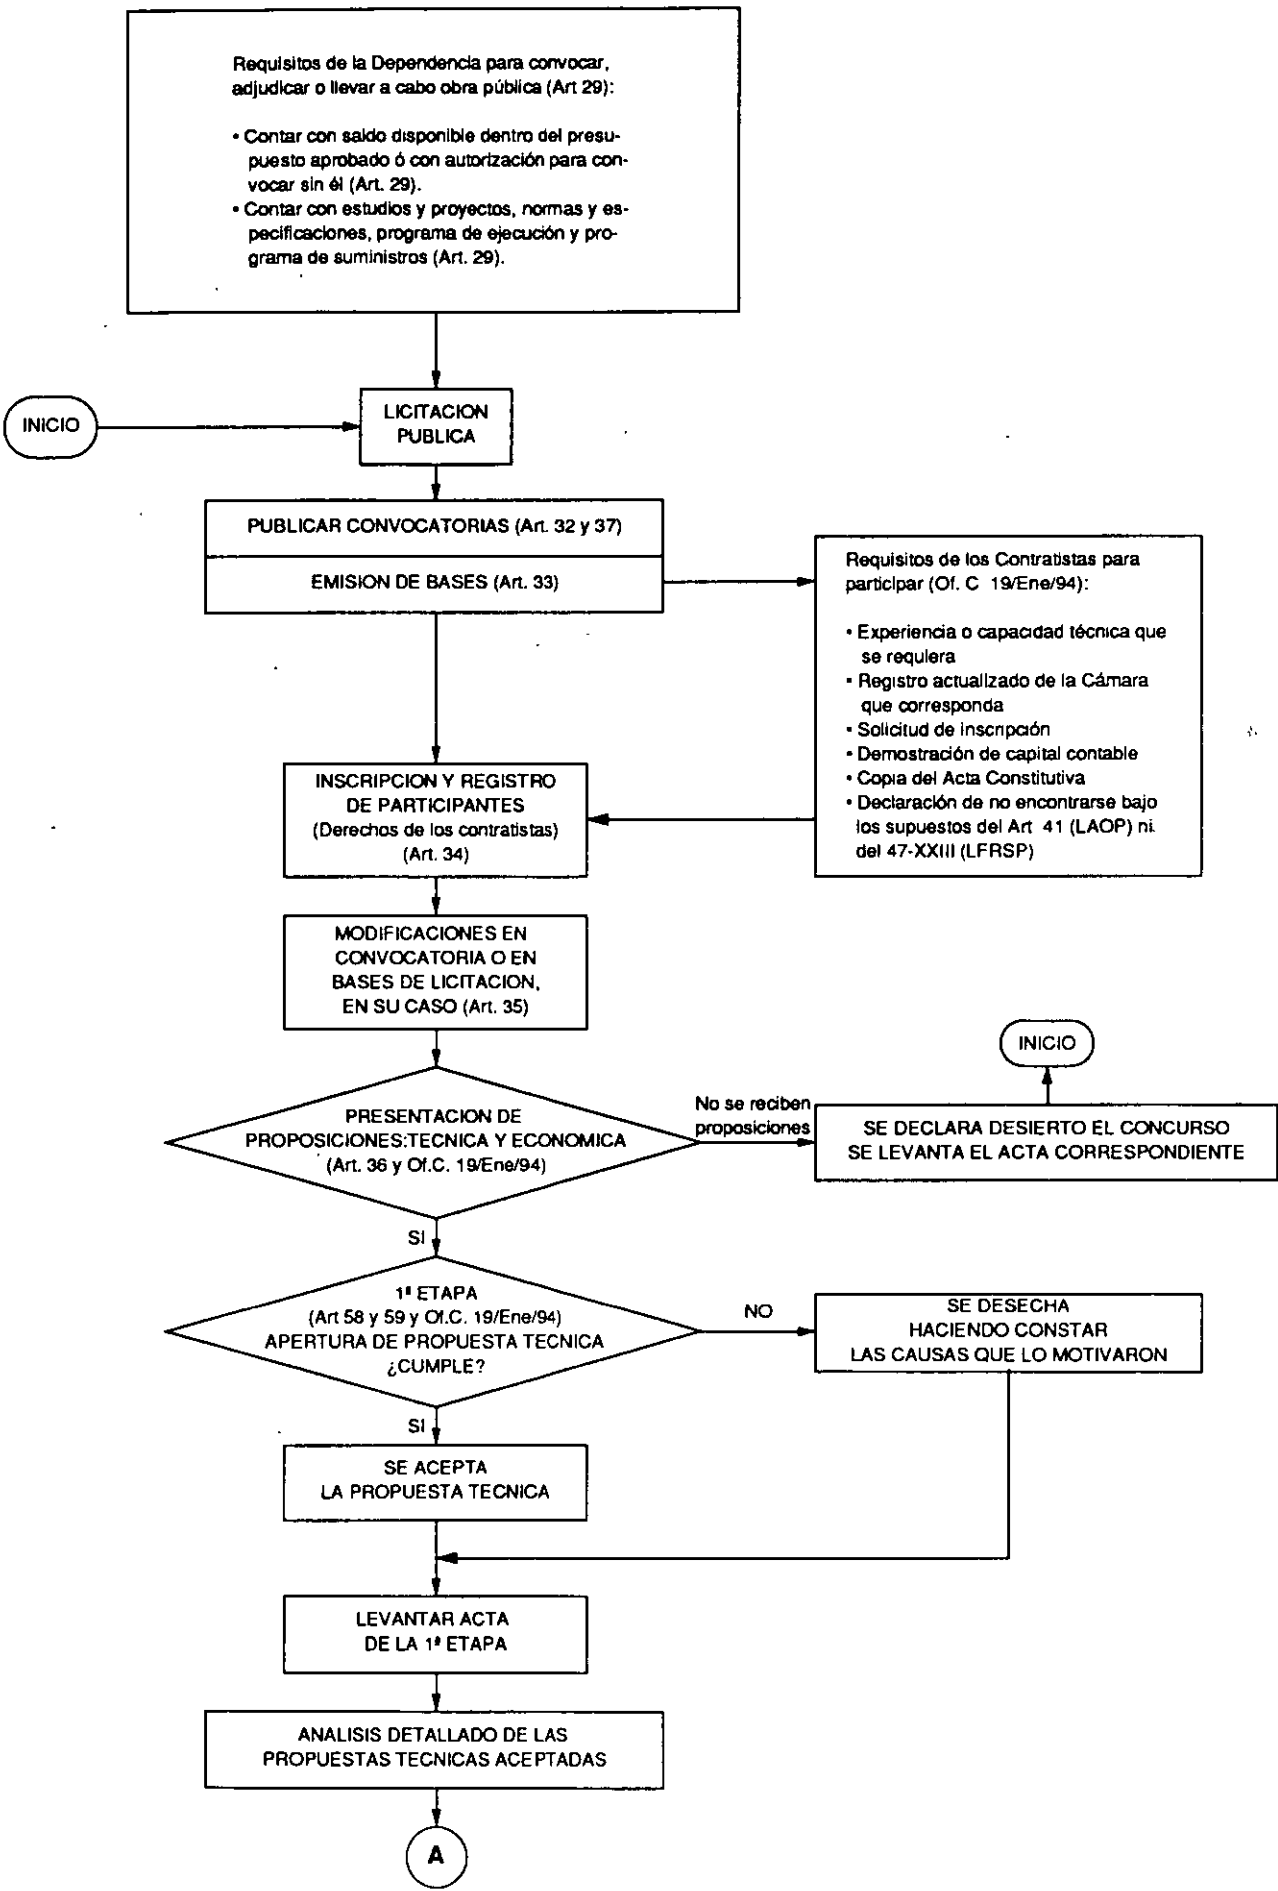 Requisitos de la Dependencia para convocar,
adjudicar o llevar a cabo obra pública (Art 29):
• Contar con saldo disponible dentro del presu-
puesto aprobado ó con autorización para con-
vocar sin él (Art. 29).
• Contar con estudios y proyectos, normas y es-
pecificaciones, programa de ejecución y pro-
grama de suministros (Art. 29).
INICIO
LICITACION
PUBLICA
PUBLICAR CONVOCATORIAS (Art. 32 y 37)
EMISION DE BASES (Art. 33)
Requisitos de los Contratistas para
participar (Of. C 19/Ene/94):
• Experiencia o capacidad técnica que
se requiera
• Registro actualizado de la Cámara
que corresponda
• Solicitud de inscripción
• Demostración de capital contable
• Copia del Acta Constitutiva
• Declaración de no encontrarse bajo
los supuestos del Art 41 (LAOP) ni
del 47-XXIII (LFRSP)
INSCRIPCION Y REGISTRO
DE PARTICIPANTES
(Derechos de los contratistas)
(Art. 34)
MODIFICACIONES EN
CONVOCATORIA O EN
BASES DE LICITACION,
EN SU CASO (Art. 35)
PRESENTACION DE
PROPOSICIONES:TECNICA Y ECONOMICA
(Art. 36 y Of.C. 19/Ene/94)
No se reciben
proposiciones
INICIO
SE DECLARA DESIERTO EL CONCURSO
SE LEVANTA EL ACTA CORRESPONDIENTE
SI
1ª ETAPA
(Art 58 y 59 y Of.C. 19/Ene/94)
APERTURA DE PROPUESTA TECNICA
¿CUMPLE?
NO
SE DESECHA
HACIENDO CONSTAR
LAS CAUSAS QUE LO MOTIVARON
SI
SE ACEPTA
LA PROPUESTA TECNICA
LEVANTAR ACTA
DE LA 1ª ETAPA
ANALISIS DETALLADO DE LAS
PROPUESTAS TECNICAS ACEPTADAS
A